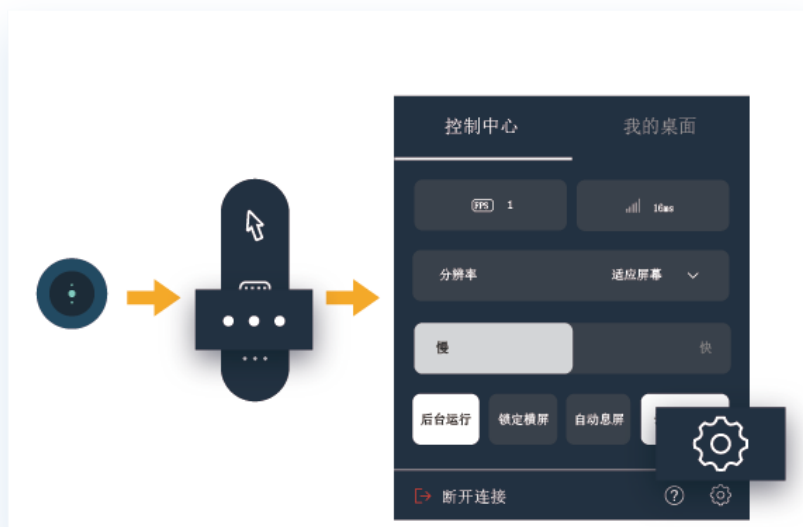 控制中心 我的桌面
FPS 1 16ms
分辨率 适应屏幕
慢 快
后台运行 锁定横屏 自动息屏
断开连接 ?